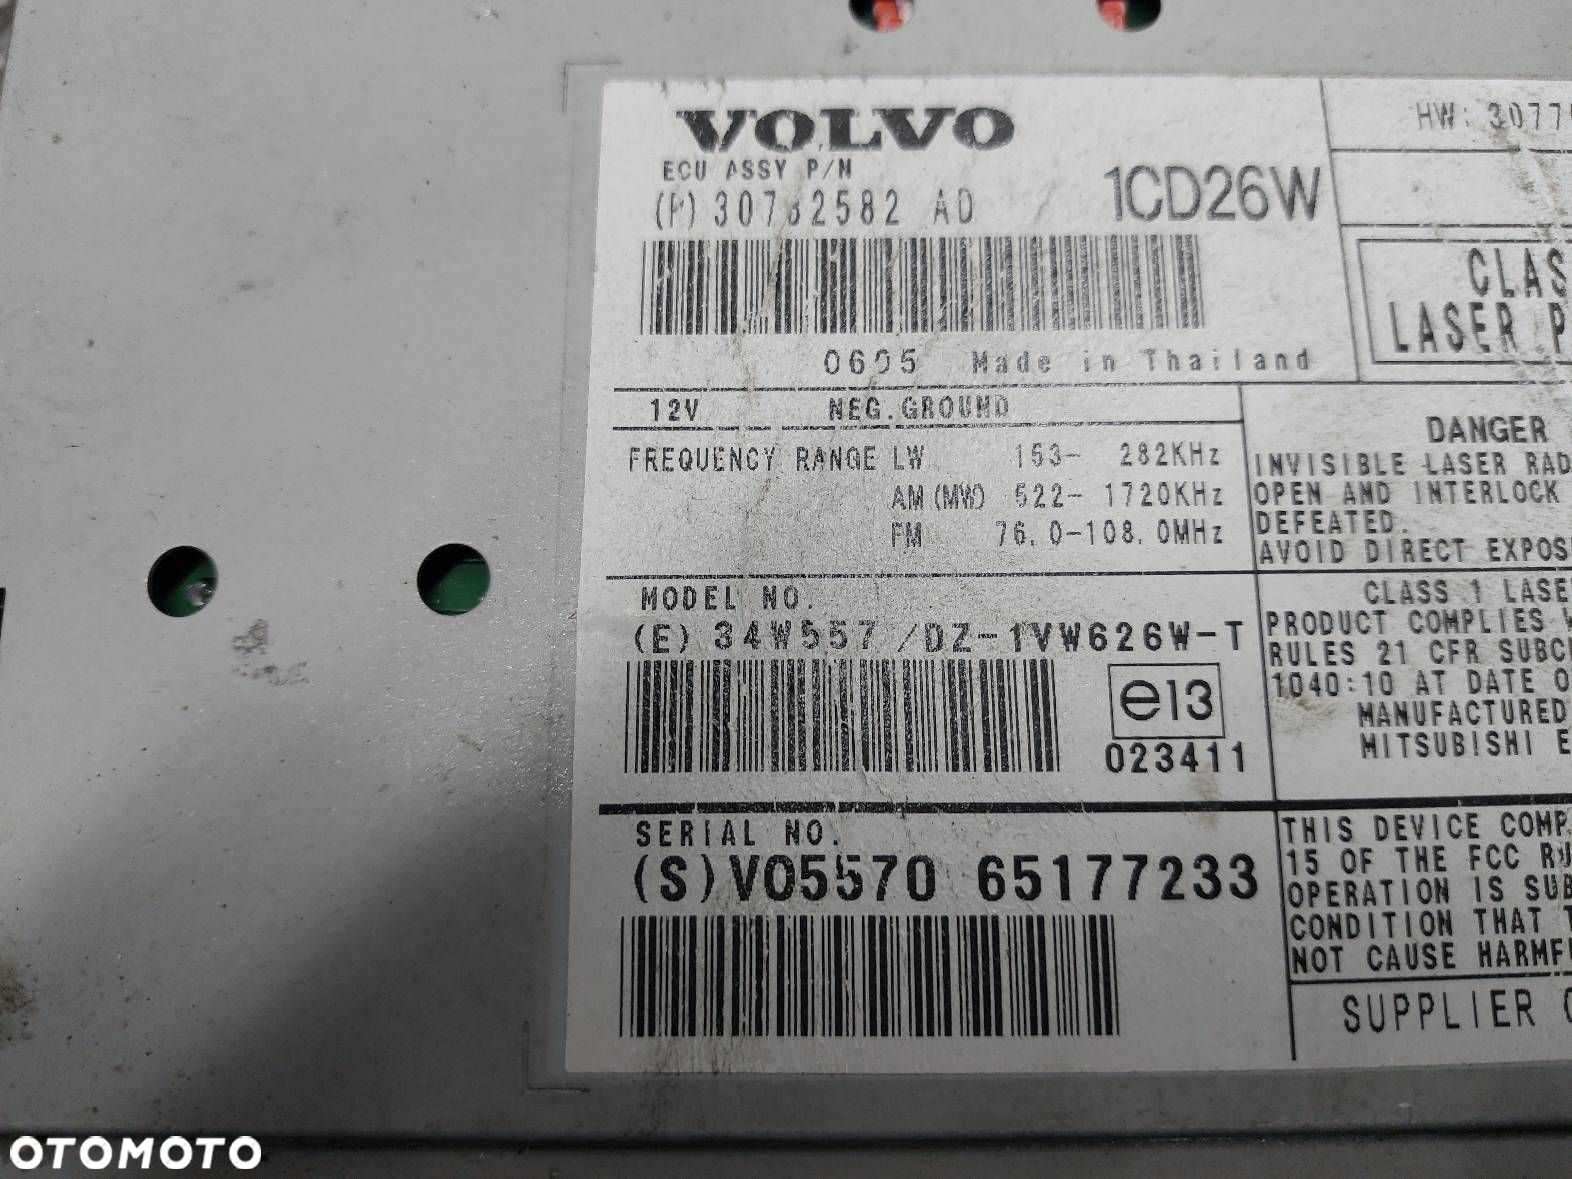 VOLVO
ECU ASSY P/N
(P) 30782582 AD
1CD26W
0605 Made in Thailand
12V NEG.GROUND
FREQUENCY RANGE LW 153- 282KHz
AM(MW) 522- 1720KHz
FM 76.0-108.0MHz
MODEL NO.
(E) 34W557 /DZ-1VW626W-T
e13
023411
SERIAL NO.
(S) VO5570 65177233
HW: 3077
CLAS
LASER P
DANGER
INVISIBLE LASER RAD
OPEN AND INTERLOCK
DEFEATED.
AVOID DIRECT EXPOS
CLASS 1 LASE
PRODUCT COMPLIES W
RULES 21 CFR SUBC
1040:10 AT DATE O
MANUFACTURED
MITSUBISHI E
THIS DEVICE COMP
15 OF THE FCC RU
OPERATION IS SUB
CONDITION THAT T
NOT CAUSE HARMF
SUPPLIER
OTOMOTO